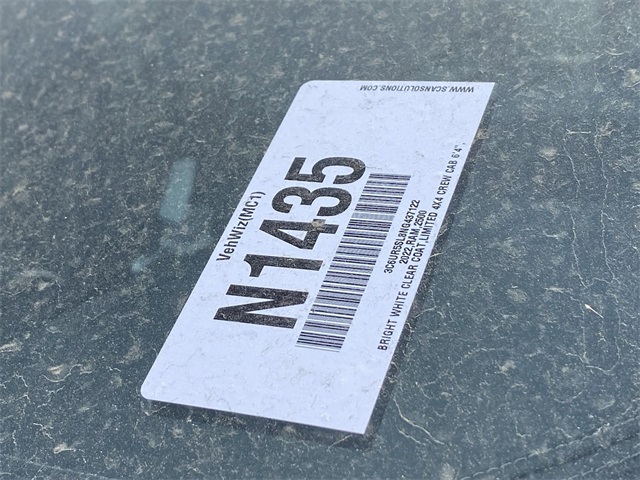 WWW.SCANSOLUTIONS.COM
VehWiz(MC1)
N1435
3C6UR5SL8NG437122
2022,RAM,2500
BRIGHT WHITE CLEAR COAT,LIMITED 4X4 CREW CAB 6'4",